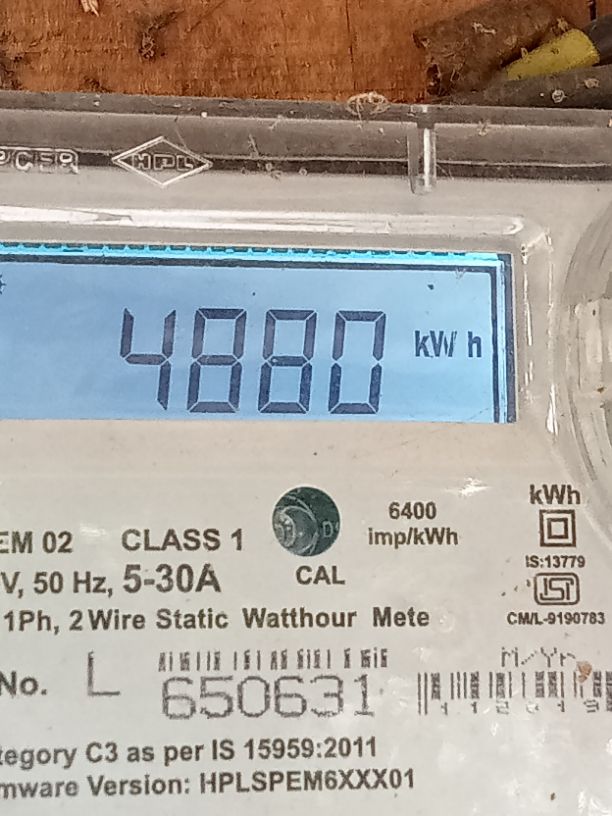 HPL
4880 kWh
6400
imp/kWh
kWh
EM 02 CLASS 1
CAL
IS:13779
V, 50 Hz, 5-30A
ISI
1Ph, 2 Wire Static Watthour Mete
CM/L-9190783
No. L 650631
M/Yr
tegory C3 as per IS 15959:2011
mware Version: HPLSPEM6XXX01